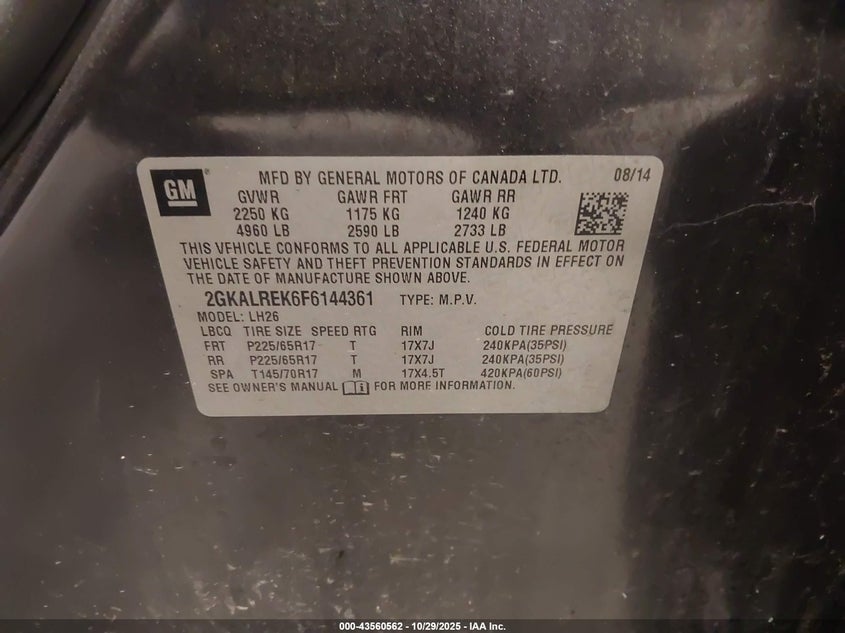 GM
MFD BY GENERAL MOTORS OF CANADA LTD. 08/14
GVWR GAWR FRT GAWR RR
2250 KG 1175 KG 1240 KG
4960 LB 2590 LB 2733 LB
THIS VEHICLE CONFORMS TO ALL APPLICABLE U.S. FEDERAL MOTOR
VEHICLE SAFETY AND THEFT PREVENTION STANDARDS IN EFFECT ON
THE DATE OF MANUFACTURE SHOWN ABOVE.
2GKALREK6F6144361 TYPE: M.P.V.
MODEL: LH26
LBCQ TIRE SIZE SPEED RTG RIM COLD TIRE PRESSURE
FRT P225/65R17 T 17X7J 240KPA(35PSI)
RR P225/65R17 T 17X7J 240KPA(35PSI)
SPA T145/70R17 M 17X4.5T 420KPA(60PSI)
SEE OWNER'S MANUAL FOR MORE INFORMATION.
000-43560562 - 10/29/2025 - IAA Inc.